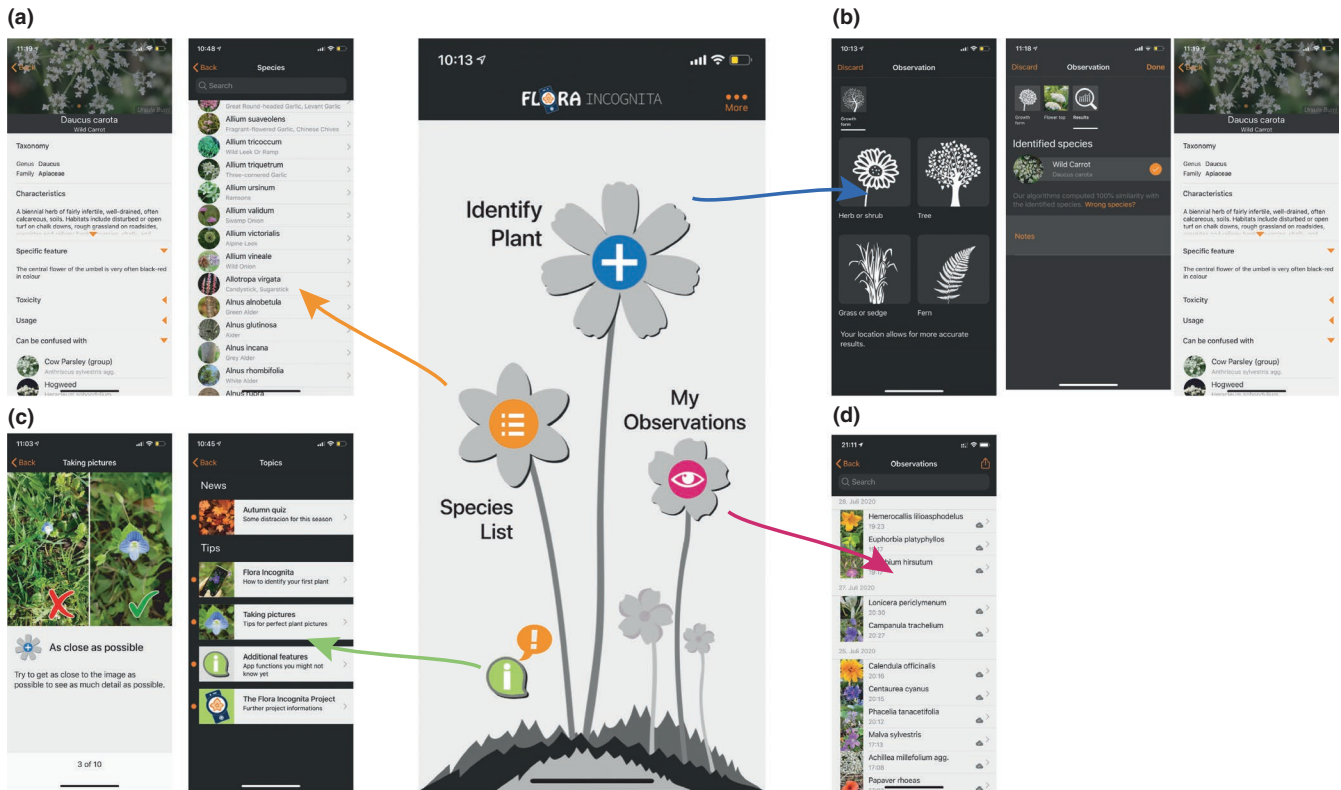 (a)
11:19
Back
Daucus carota
Wild Carrot
Taxonomy
Genus Daucus
Family Apiaceae
Characteristics
A biennial herb of fairly infertile, well-drained, often
calcareous, soils. Habitats include disturbed or open
turf on chalk downs, rough grassland on roadsides,
Specific feature
The central flower of the umbel is very often black-red
in colour
Toxicity
Usage
Can be confused with
Cow Parsley (group)
Anthriscus sylvestris agg.
Hogweed
10:48
Back
Species
Search
Great Round-headed Garlic, Levant Garlic
Allium suaveolens
Fragrant-flowered Garlic, Chinese Chives
Allium tricoccum
Wild Leek Or Ramp
Allium triquetrum
Three-cornered Garlic
Allium ursinum
Ramsons
Allium validum
Swamp Onion
Allium victorialis
Alpine Leek
Allium vineale
Wild Onion
Allotropa virgata
Candystick, Sugarstick
Alnus alnobetula
Green Alder
Alnus glutinosa
Alder
Alnus incana
Grey Alder
Alnus rhombifolia
White Alder
Alnus rubra
10:13
FLORA INCOGNITA
More
Identify
Plant
My
Observations
Species
List
(b)
10:13
Discard
Observation
Growth
form
Herb or shrub
Tree
Grass or sedge
Fern
Your location allows for more accurate
results.
11:18
Discard
Observation
Done
Growth
form
Flower top
Results
Identified species
Wild Carrot
Daucus carota
Our algorithm computed 100% similarity with
the identified species. Wrong species?
Notes
11:19
Back
Daucus carota
Wild Carrot
Taxonomy
Genus Daucus
Family Apiaceae
Characteristics
A biennial herb of fairly infertile, well-drained, often
calcareous, soils. Habitats include disturbed or open
turf on chalk downs, rough grassland on roadsides,
Specific feature
The central flower of the umbel is very often black-red
in colour
Toxicity
Usage
Can be confused with
Cow Parsley (group)
Anthriscus sylvestris agg.
Hogweed
(c)
11:03
Back
Taking pictures
As close as possible
Try to get as close to the image as
possible to see as much detail as possible.
3 of 10
10:45
Back
Topics
News
Autumn quiz
Some distracion for this season
Tips
Flora Incognita
How to identify your first plant
Taking pictures
Tips for perfect plant pictures
Additional features
App functions you might not
know yet
The Flora Incognita Project
Further project informations
(d)
21:11
Back
Observations
Search
28. Juli 2020
Hemerocallis lilioasphodelus
19:23
Euphorbia platyphyllos
hirsutum
27. Juli 2020
Lonicera periclymenum
20:30
Campanula trachelium
20:27
25. Juli 2020
Calendula officinalis
20:16
Centaurea cyanus
20:15
Phacelia tanacetifolia
20:12
Malva sylvestris
17:13
Achillea millefolium agg.
17:08
Papaver rhoeas